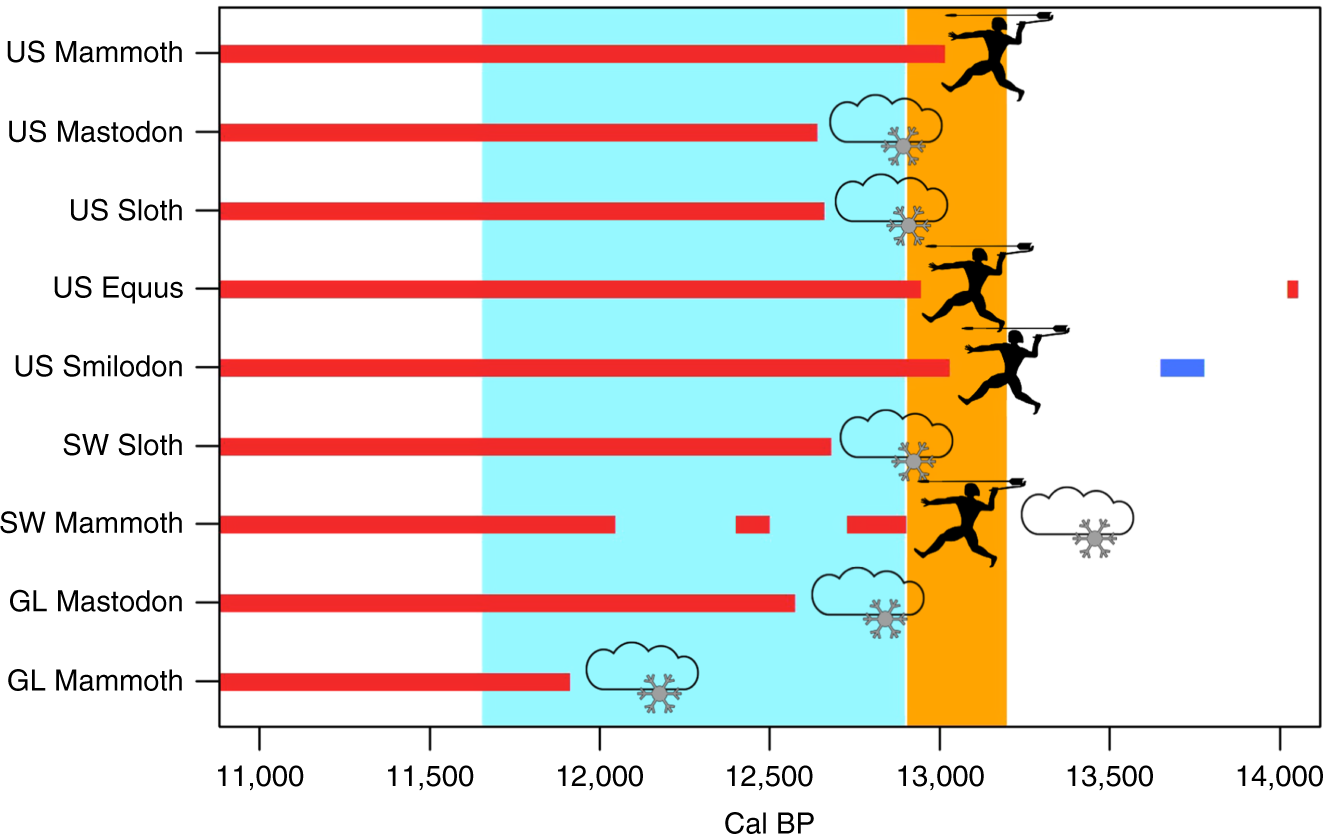 US Mammoth
US Mastodon
US Sloth
US Equus
US Smilodon
SW Sloth
SW Mammoth
GL Mastodon
GL Mammoth
11,000 11,500 12,000 12,500 13,000 13,500 14,000
Cal BP